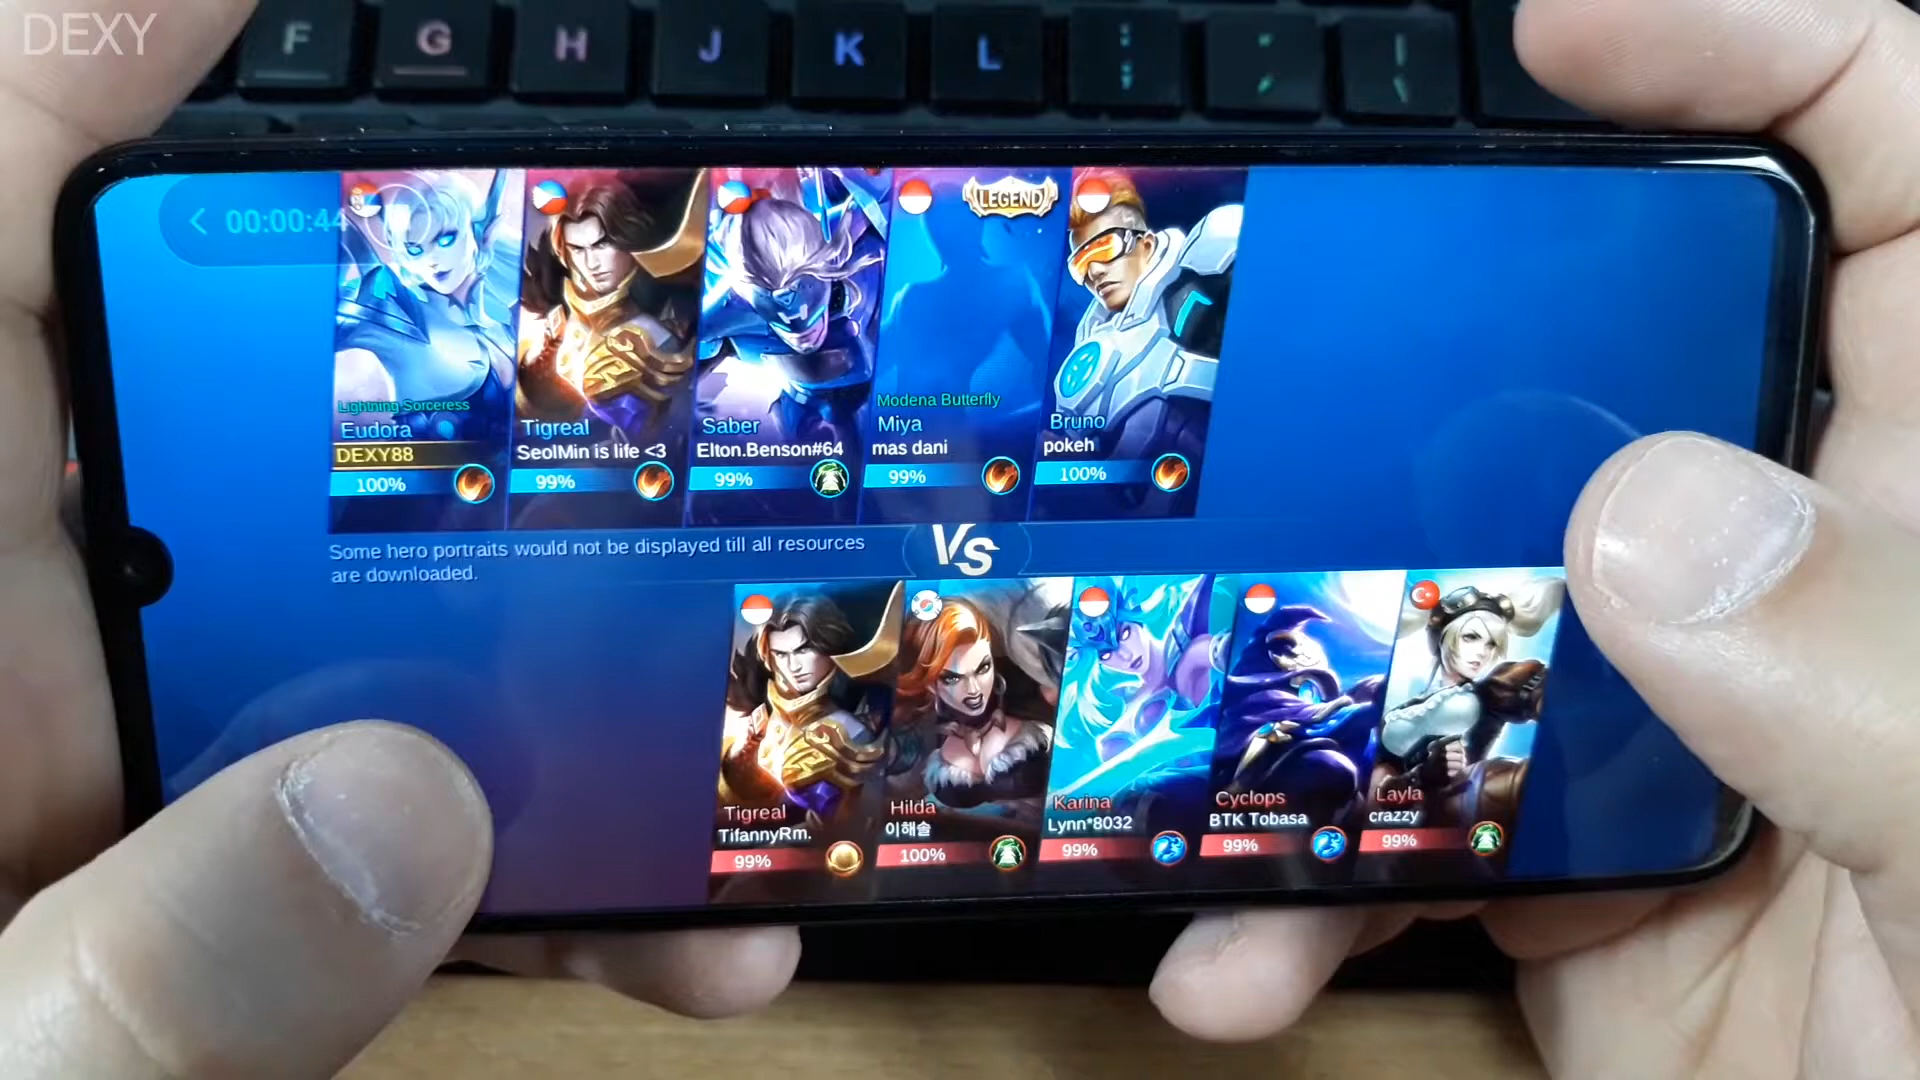 DEXY
F G H J K L
00:00:44
LEGEND
Lightning Sorceress
Eudora
DEXY88
100%
Tigreal
SeolMin is life <3
99%
Saber
Elton.Benson#64
99%
Modena Butterfly
Miya
mas dani
99%
Bruno
pokeh
100%
Some hero portraits would not be displayed till all resources
are downloaded.
VS
Tigreal
TifannyRm.
99%
Hilda
이해솔
100%
Karina
Lynn*8032
99%
Cyclops
BTK Tobasa
99%
Layla
crazzy
99%